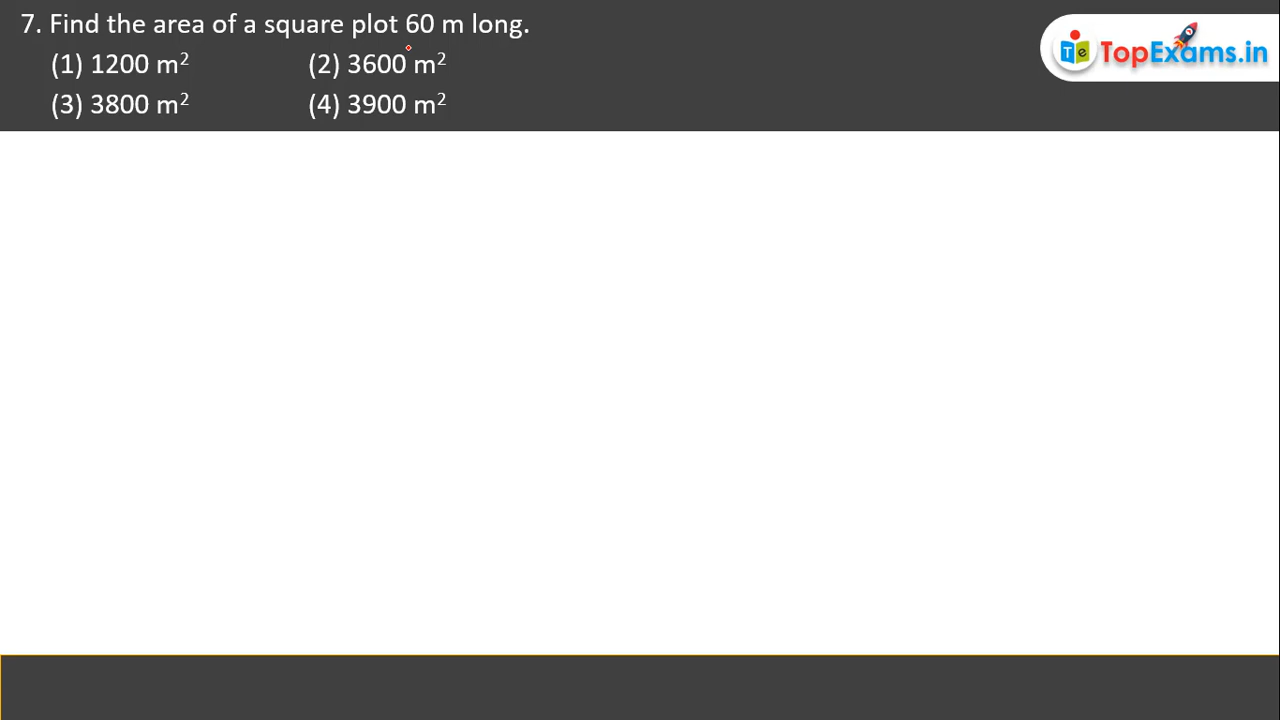 7. Find the area of a square plot 60 m long.
(1) 1200 m² (2) 3600 m²
(3) 3800 m² (4) 3900 m²
Te TopExams.in